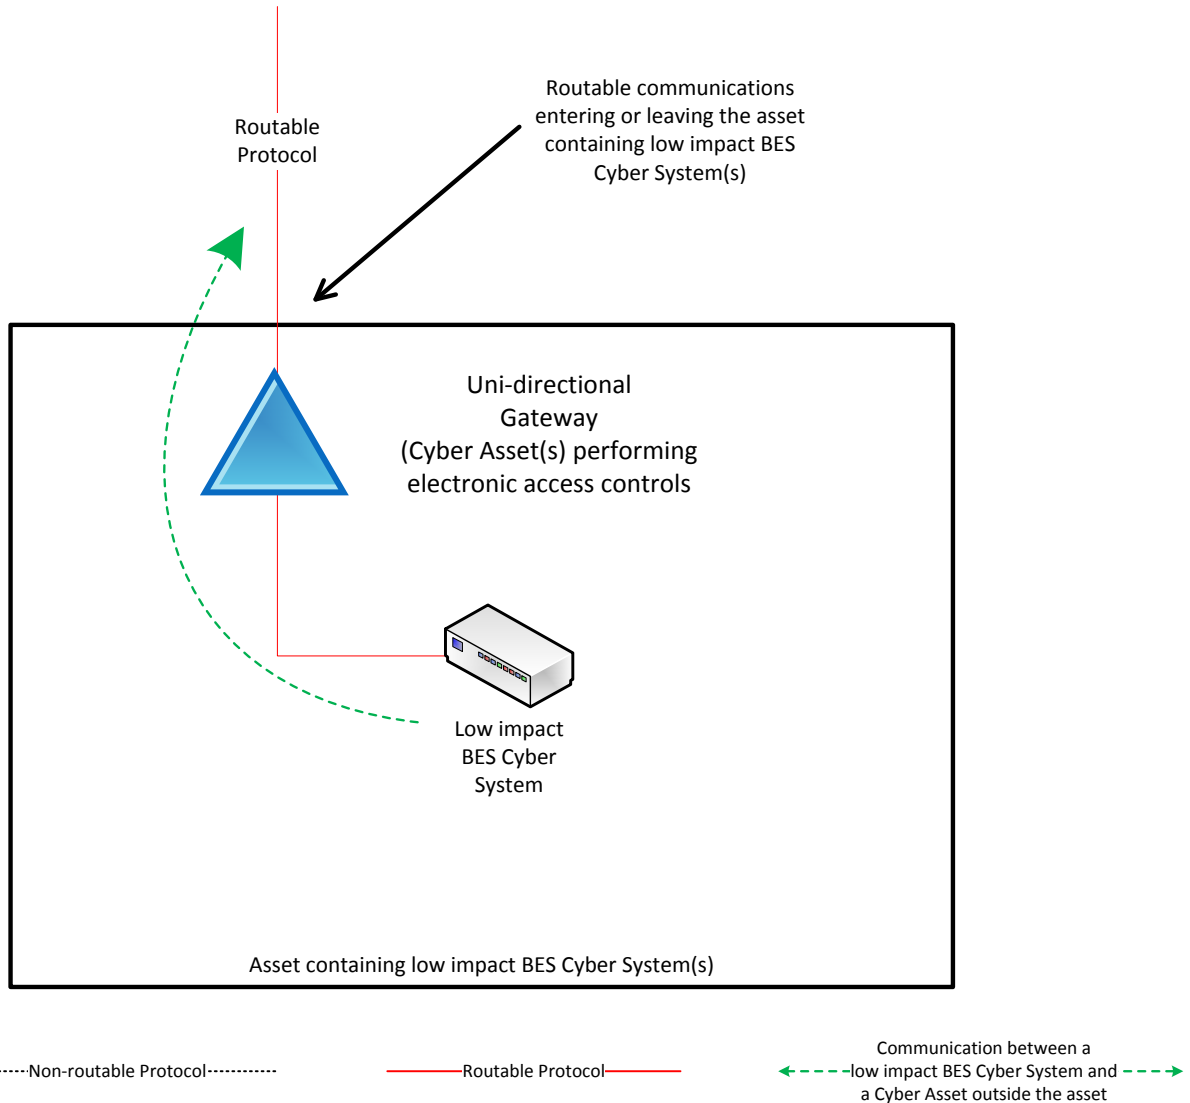 Routable communications
entering or leaving the asset
containing low impact BES
Cyber System(s)
Routable
Protocol
Uni-directional
Gateway
(Cyber Asset(s) performing
electronic access controls
Low impact
BES Cyber
System
Asset containing low impact BES Cyber System(s)
Non-routable Protocol
Routable Protocol
Communication between a
low impact BES Cyber System and
a Cyber Asset outside the asset